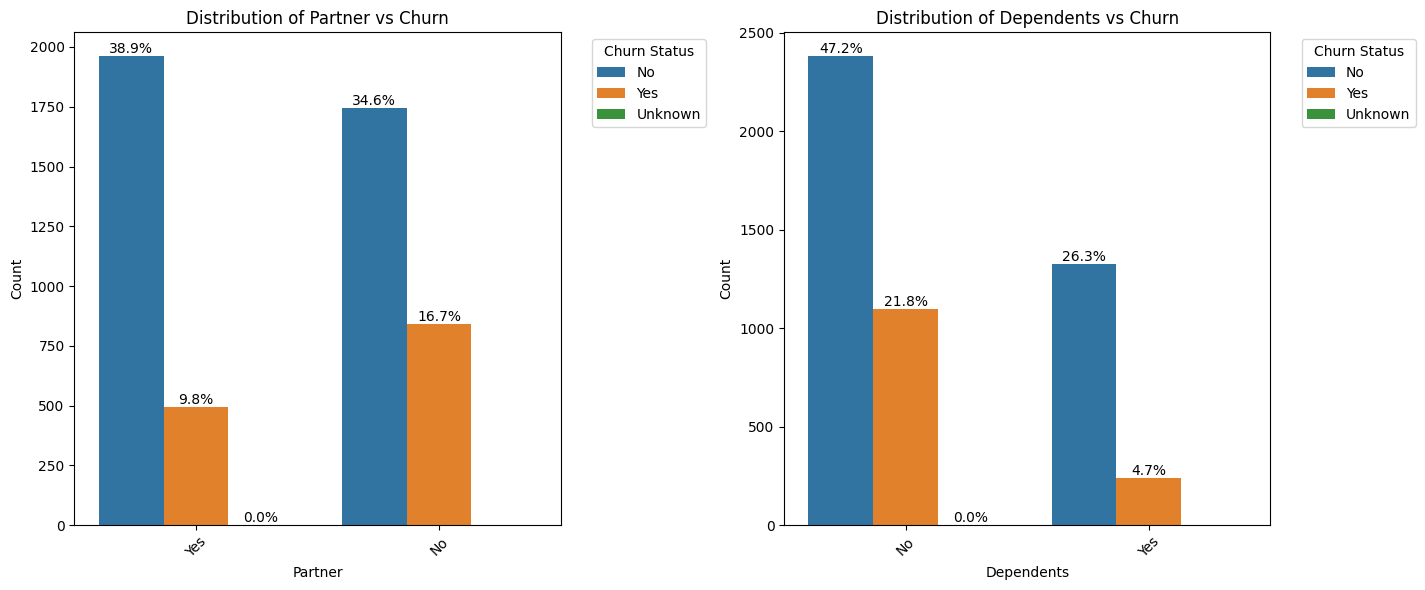 Distribution of Partner vs Churn
2000
1750
1500
1250
1000
750
500
250
0
Count
38.9%
9.8%
0.0%
34.6%
16.7%
Yes
No
Partner
Churn Status
No
Yes
Unknown
Distribution of Dependents vs Churn
2500
2000
1500
1000
500
0
Count
47.2%
21.8%
0.0%
26.3%
4.7%
No
Yes
Dependents
Churn Status
No
Yes
Unknown